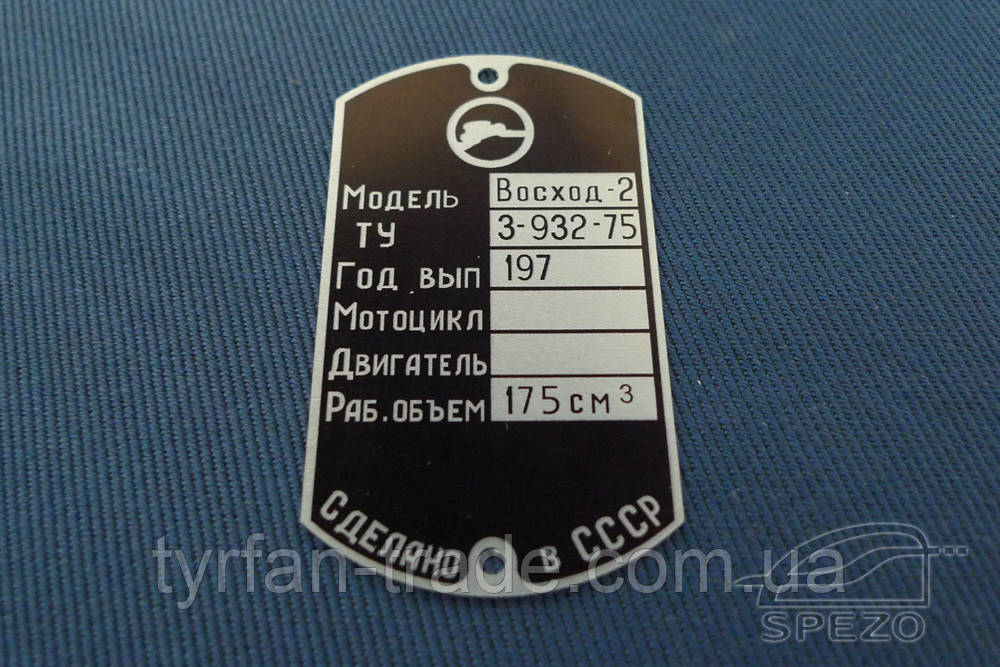 Модель Восход-2
ТУ 3-932-75
Год вып 197
Мотоцикл
Двигатель
Раб.объем 175 см³
Сделано в СССР
tyrfan-trade.com.ua
SPEZO